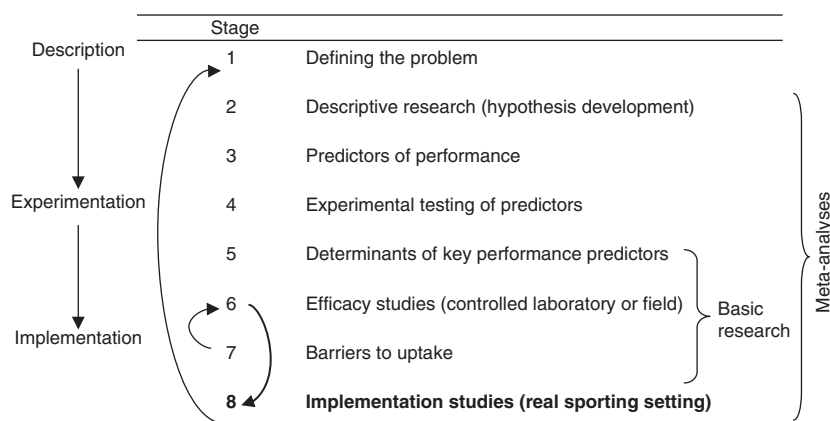 Stage
Description
1 Defining the problem
2 Descriptive research (hypothesis development)
3 Predictors of performance
Experimentation
4 Experimental testing of predictors
5 Determinants of key performance predictors
6 Efficacy studies (controlled laboratory or field)
Basic
research
Implementation
7 Barriers to uptake
8 Implementation studies (real sporting setting)
Meta-analyses